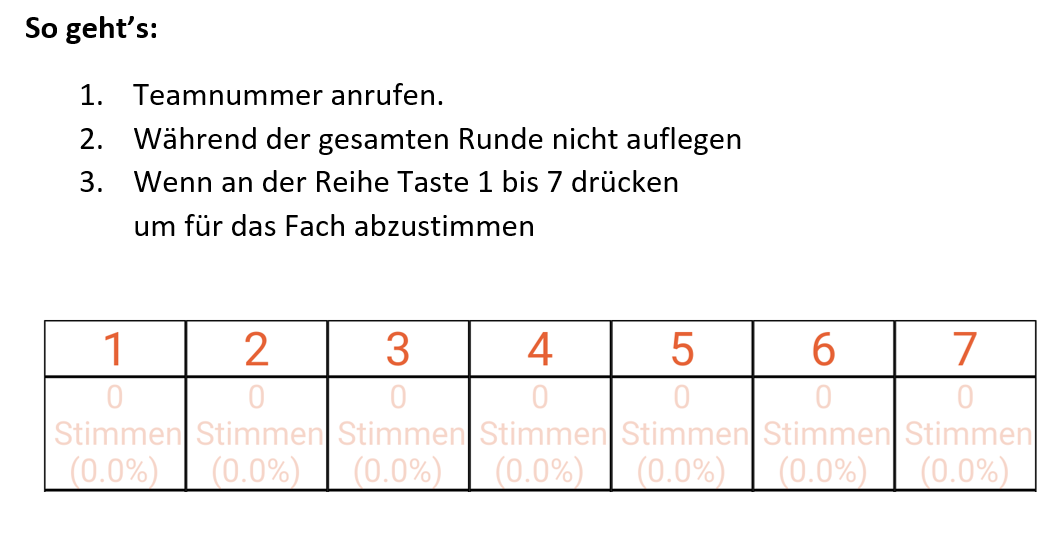 So geht’s:
1. Teamnummer anrufen.
2. Während der gesamten Runde nicht auflegen
3. Wenn an der Reihe Taste 1 bis 7 drücken
um für das Fach abzustimmen
1 2 3 4 5 6 7
0 0 0 0 0 0 0
Stimmen Stimmen Stimmen Stimmen Stimmen Stimmen Stimmen
(0.0%) (0.0%) (0.0%) (0.0%) (0.0%) (0.0%) (0.0%)